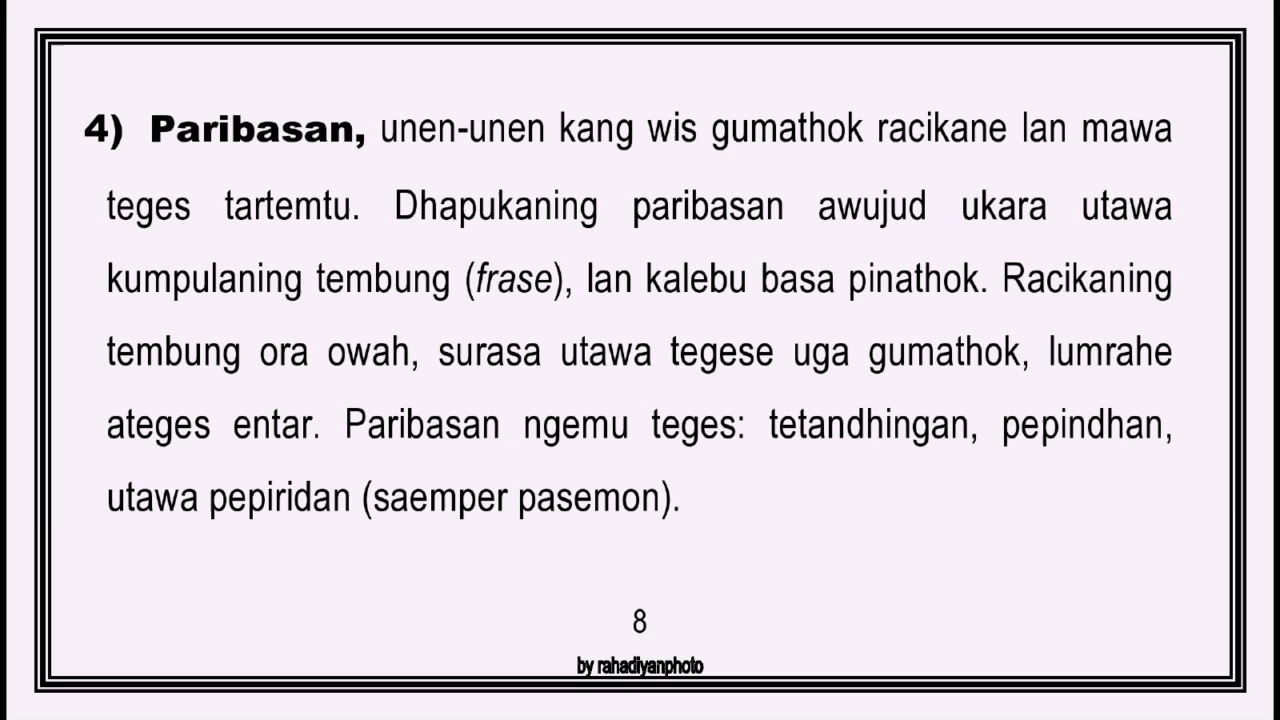 4) Paribasan, unen-unen kang wis gumathok racikane lan mawa
teges tartemtu. Dhapukaning paribasan awujud ukara utawa
kumpulaning tembung (frase), lan kalebu basa pinathok. Racikaning
tembung ora owah, surasa utawa tegese uga gumathok, lumrahe
ateges entar. Paribasan ngemu teges: tetandhingan, pepindhan,
utawa pepiridan (saemper pasemon).
8
by rahadiyanphoto